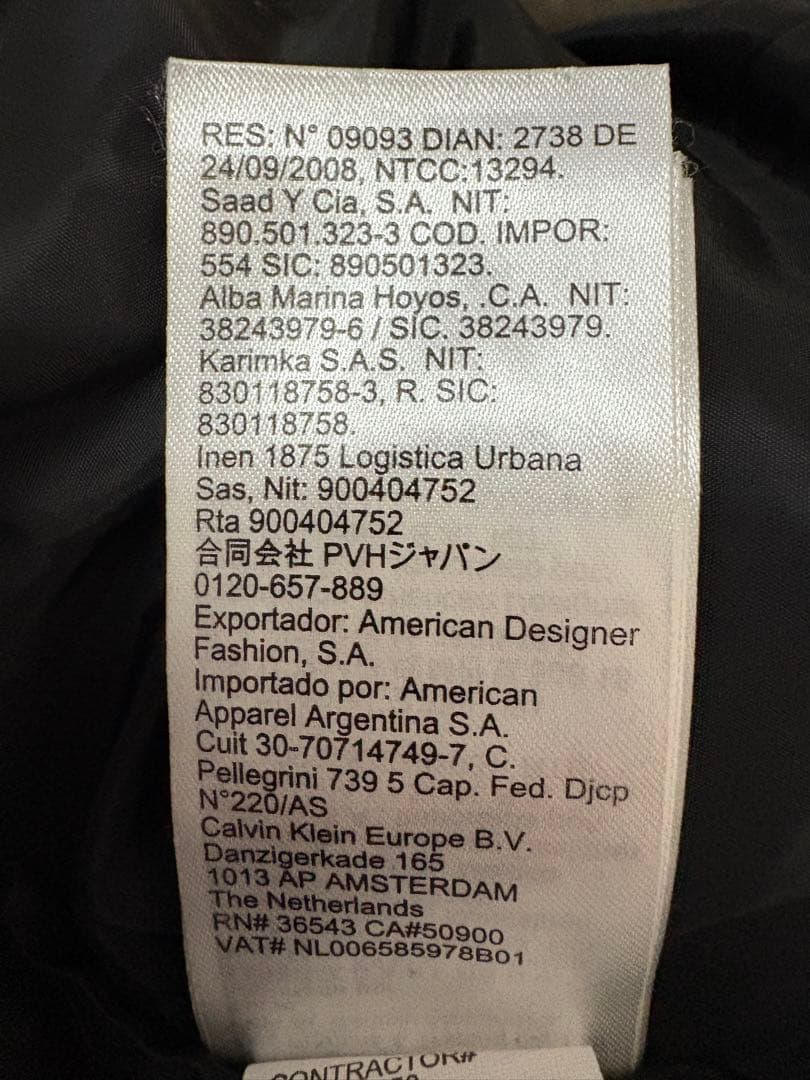 RES: N° 09093 DIAN: 2738 DE
24/09/2008, NTCC:13294.
Saad Y Cia, S.A. NIT:
890.501.323-3 COD. IMPOR:
554 SIC: 890501323.
Alba Marina Hoyos, .C.A. NIT:
38243979-6 / SIC. 38243979.
Karimka S.A.S. NIT:
830118758-3, R. SIC:
830118758.
Inen 1875 Logistica Urbana
Sas, Nit: 900404752
Rta 900404752
合同会社 PVHジャパン
0120-657-889
Exportador: American Designer
Fashion, S.A.
Importado por: American
Apparel Argentina S.A.
Cuit 30-70714749-7, C.
Pellegrini 739 5 Cap. Fed. Djcp
N°220/AS
Calvin Klein Europe B.V.
Danzigerkade 165
1013 AP AMSTERDAM
The Netherlands
RN# 36543 CA#50900
VAT# NL006585978B01
CONTRACTOR#